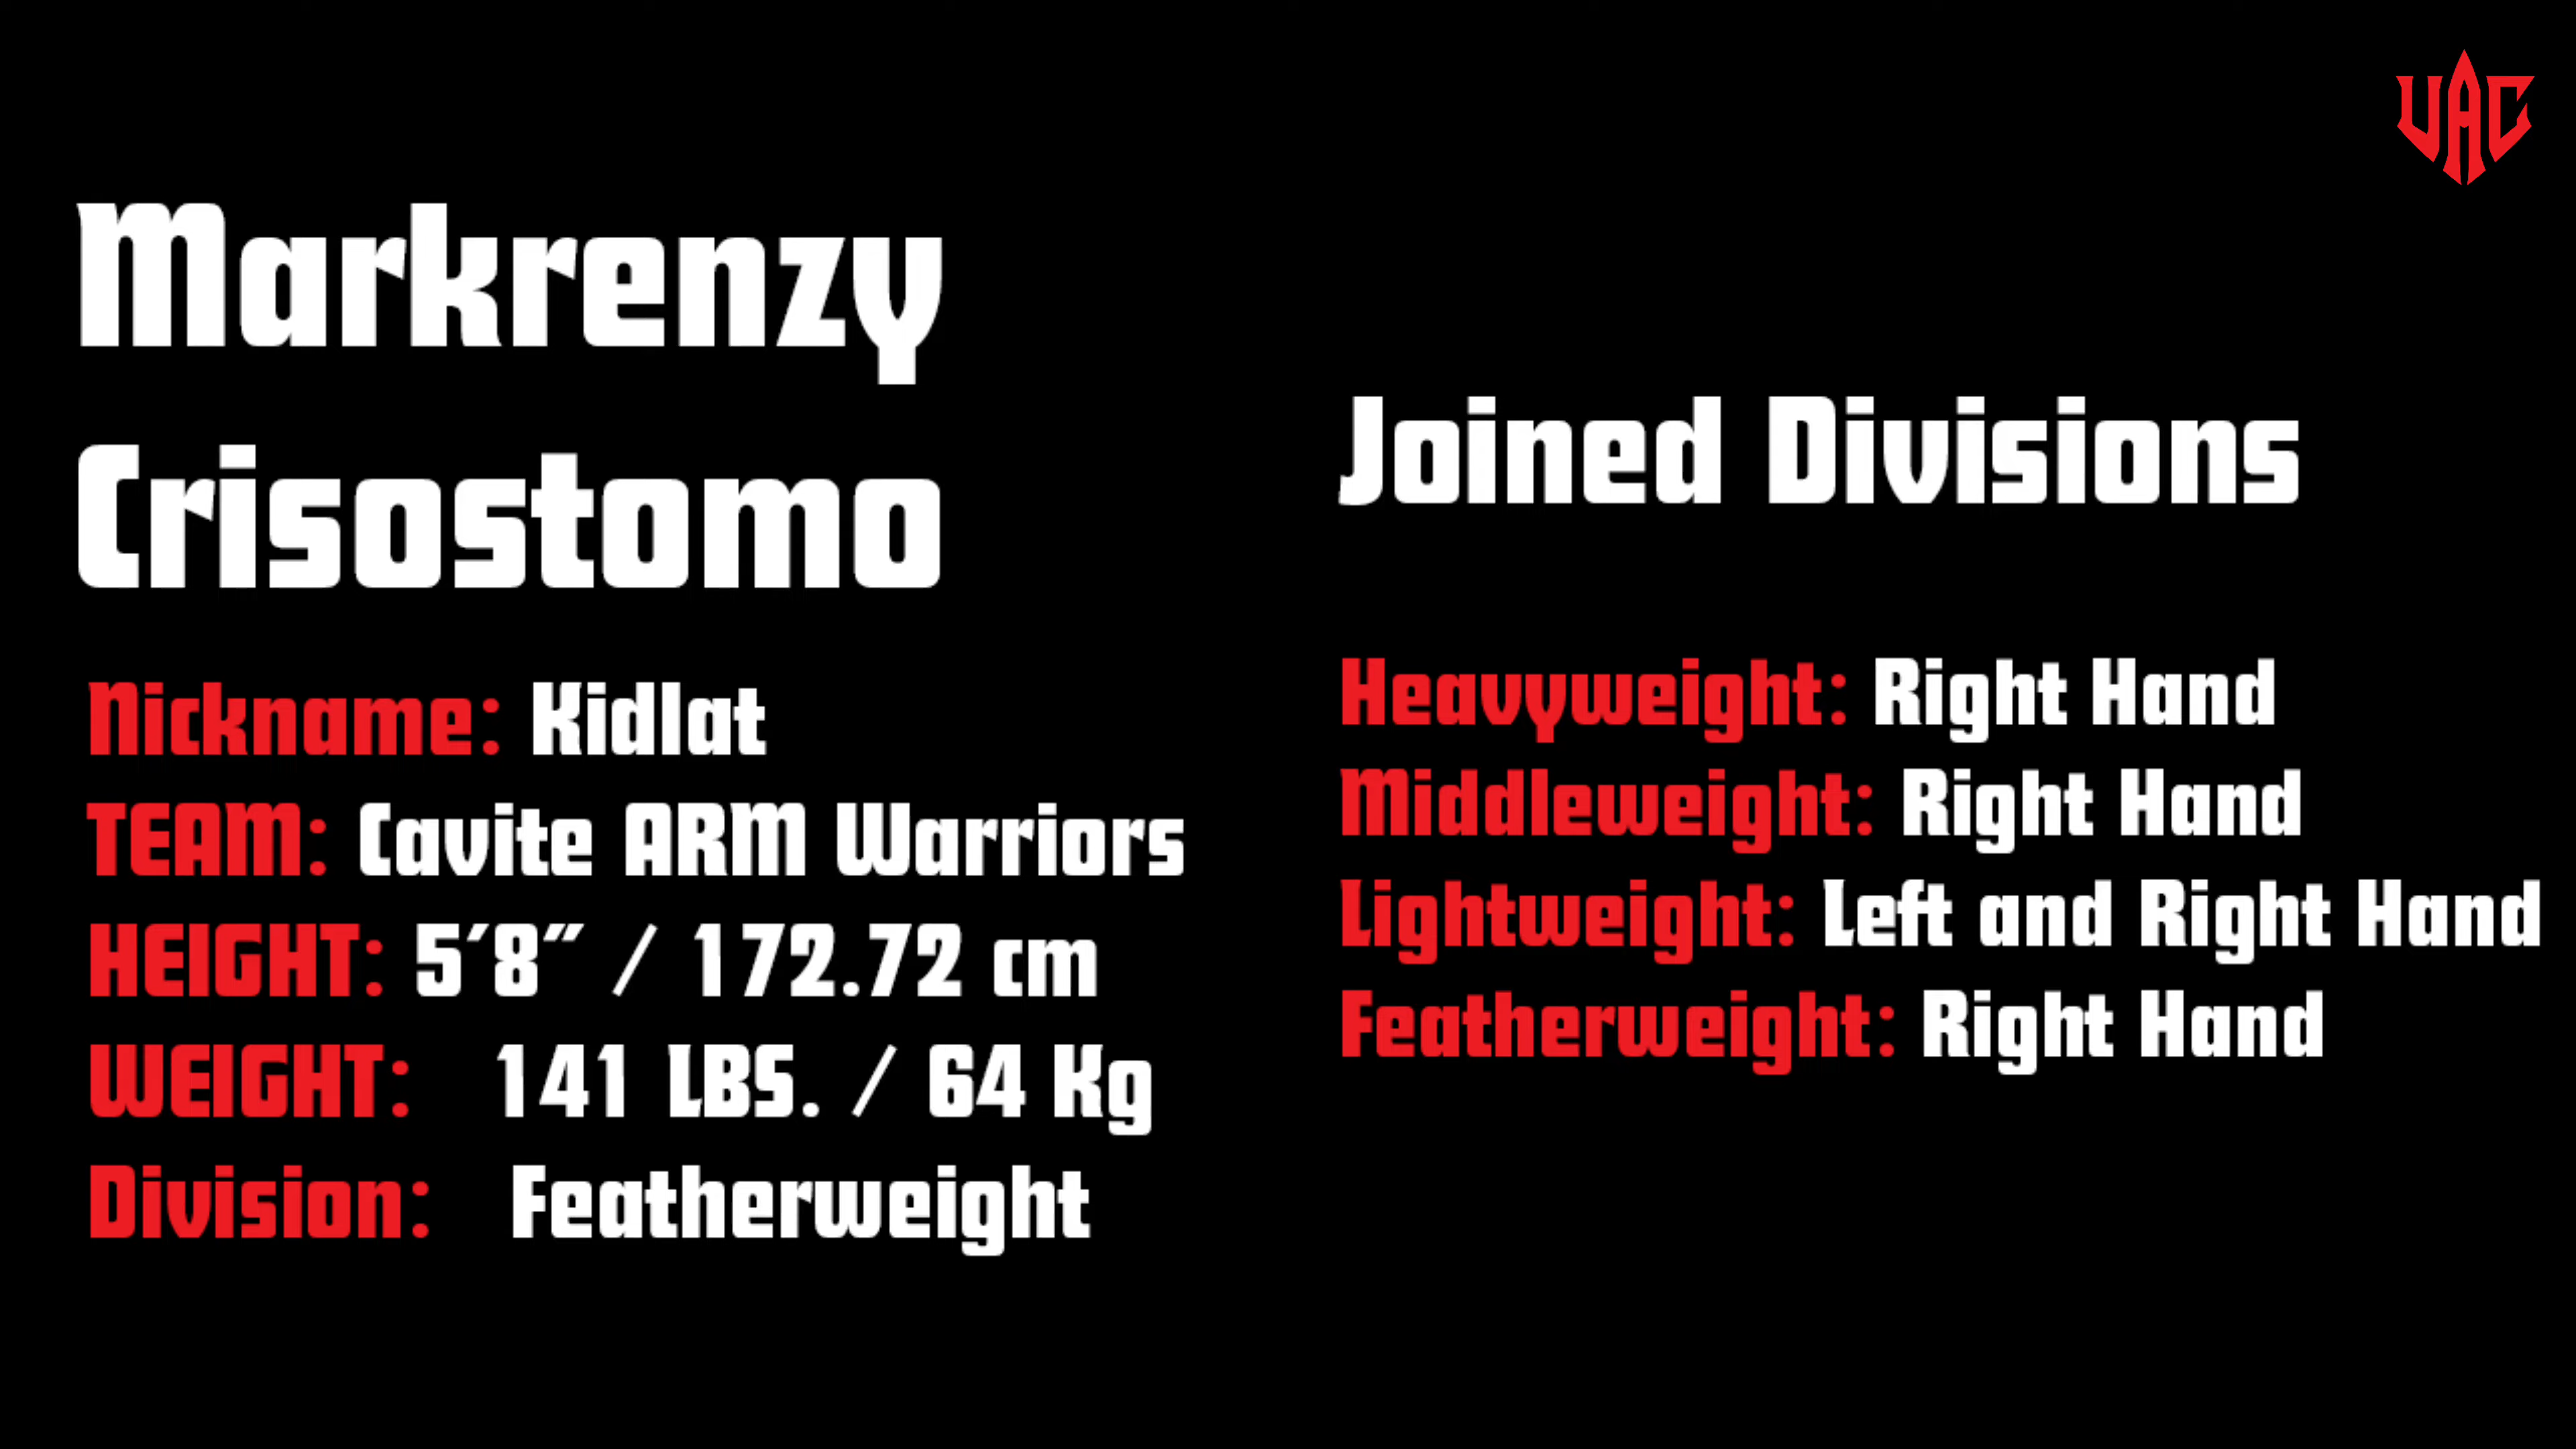 UAC
Markrenzy
Crisostomo
Nickname: Kidlat
TEAM: Cavite ARM Warriors
HEIGHT: 5'8" / 172.72 cm
WEIGHT: 141 LBS. / 64 Kg
Division: Featherweight
Joined Divisions
Heavyweight: Right Hand
Middleweight: Right Hand
Lightweight: Left and Right Hand
Featherweight: Right Hand